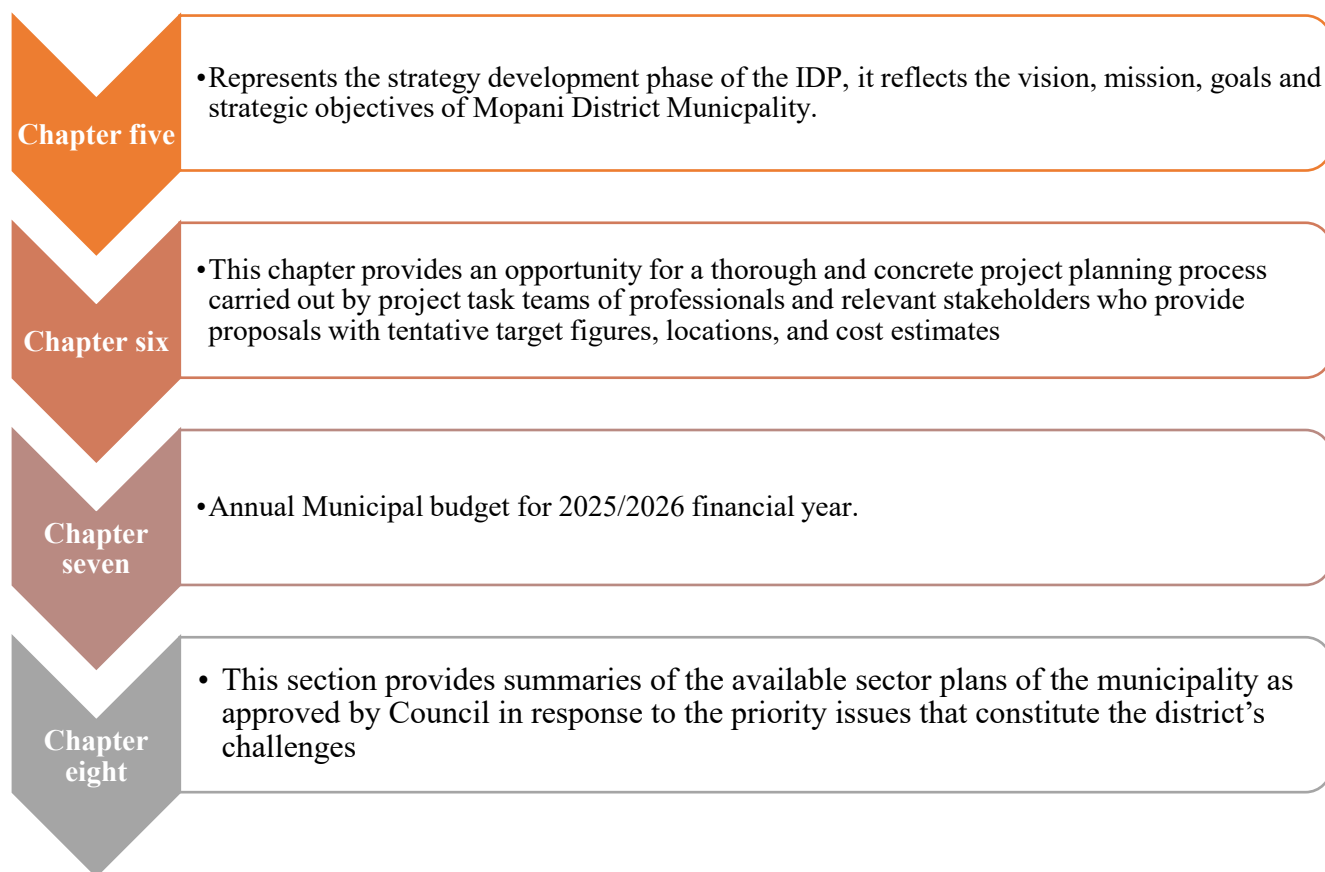 Chapter five
•Represents the strategy development phase of the IDP, it reflects the vision, mission, goals and
strategic objectives of Mopani District Municpality.
Chapter six
•This chapter provides an opportunity for a thorough and concrete project planning process
carried out by project task teams of professionals and relevant stakeholders who provide
proposals with tentative target figures, locations, and cost estimates
Chapter
seven
•Annual Municipal budget for 2025/2026 financial year.
Chapter
eight
• This section provides summaries of the available sector plans of the municipality as
approved by Council in response to the priority issues that constitute the district’s
challenges